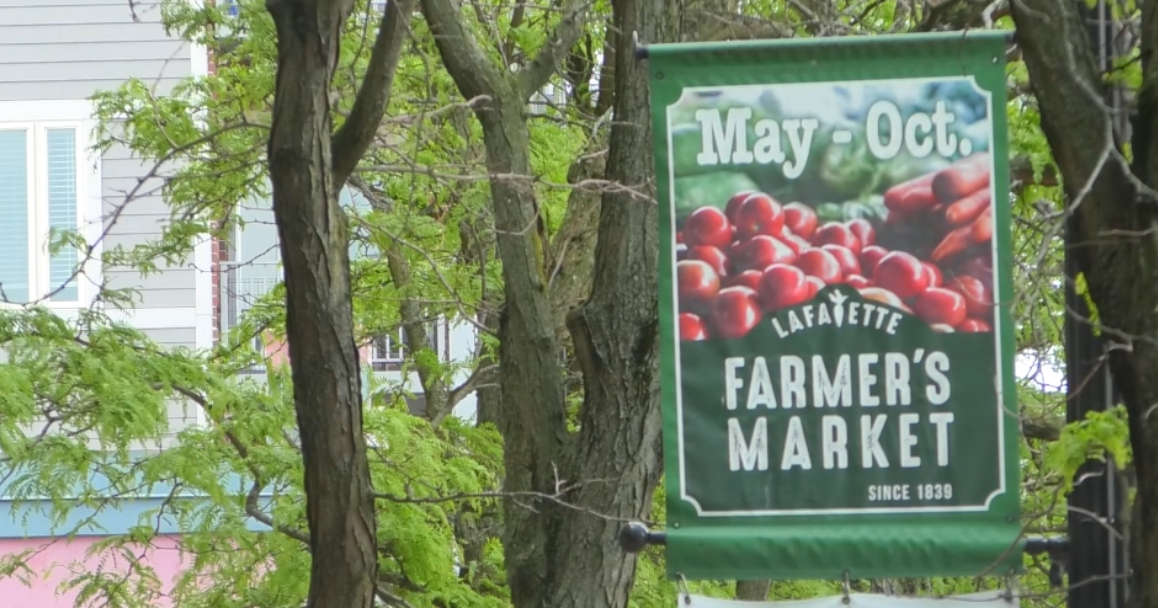 May - Oct.
LAFAYETTE
FARMER'S
MARKET
SINCE 1839